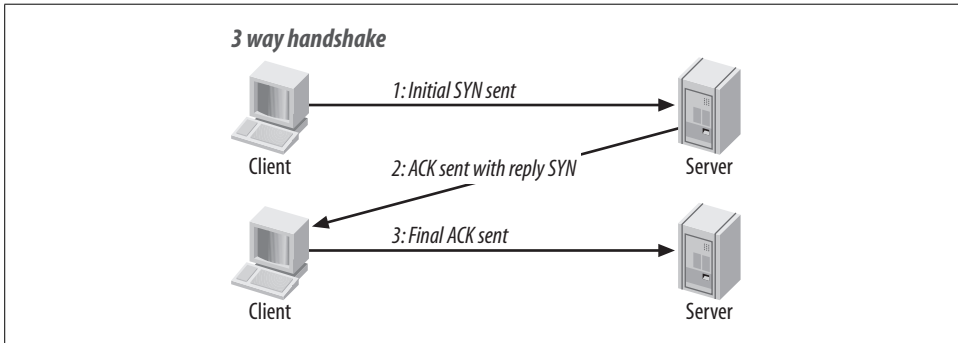 3 way handshake
1: Initial SYN sent
Client
Server
2: ACK sent with reply SYN
3: Final ACK sent
Client
Server